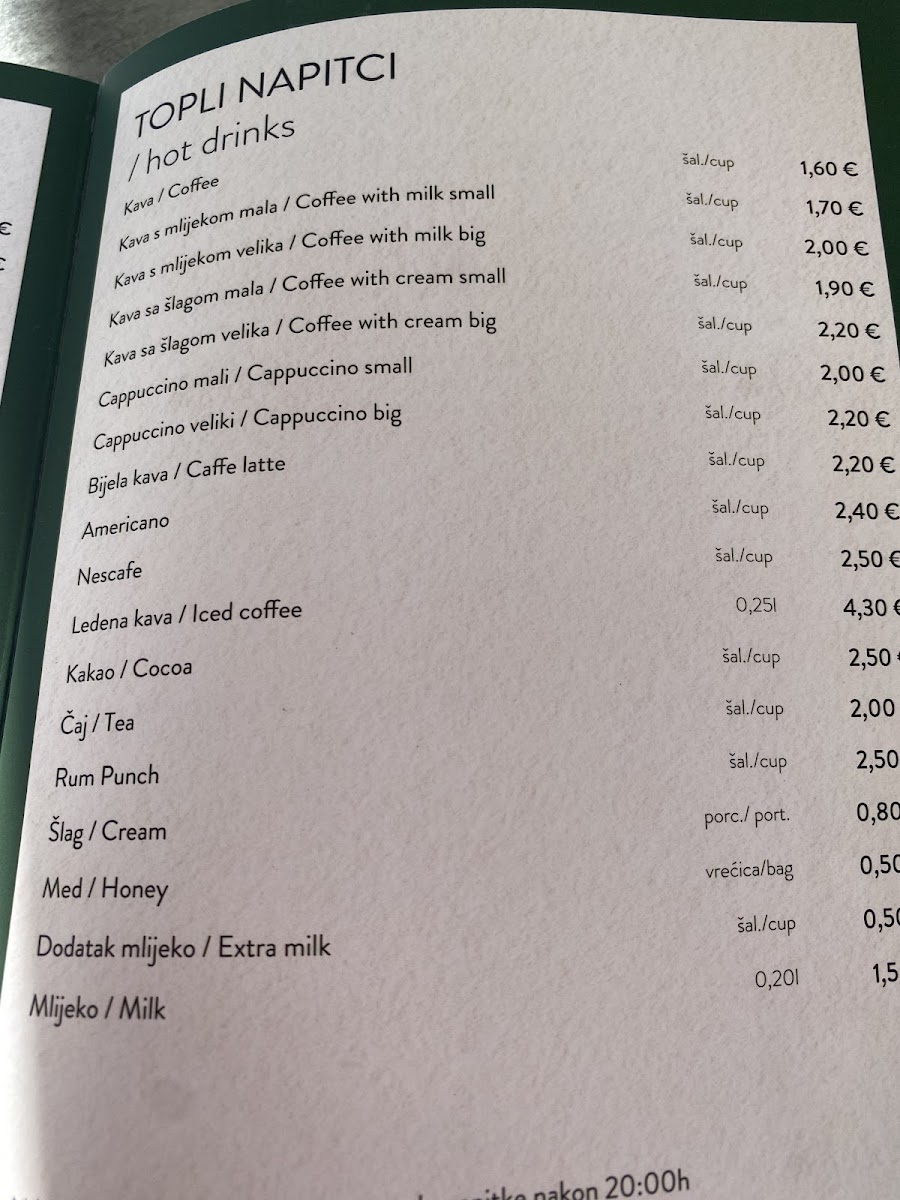 TOPLI NAPITCI
/ hot drinks
Kava / Coffee šal./cup 1,60 €
Kava s mlijekom mala / Coffee with milk small šal./cup 1,70 €
Kava s mlijekom velika / Coffee with milk big šal./cup 2,00 €
Kava sa šlagom mala / Coffee with cream small šal./cup 1,90 €
Kava sa šlagom velika / Coffee with cream big šal./cup 2,20 €
Cappuccino mali / Cappuccino small šal./cup 2,00 €
Cappuccino veliki / Cappuccino big šal./cup 2,20 €
Bijela kava / Caffe latte šal./cup 2,20 €
Americano šal./cup 2,40 €
Nescafe šal./cup 2,50 €
Ledena kava / Iced coffee 0,25l 4,30 €
Kakao / Cocoa šal./cup 2,50 €
Čaj / Tea šal./cup 2,00
Rum Punch šal./cup 2,50
Šlag / Cream porc./ port. 0,80
Med / Honey vrećica/bag 0,50
Dodatak mlijeko / Extra milk šal./cup 0,50
Mlijeko / Milk 0,20l 1,5
nakon 20:00h